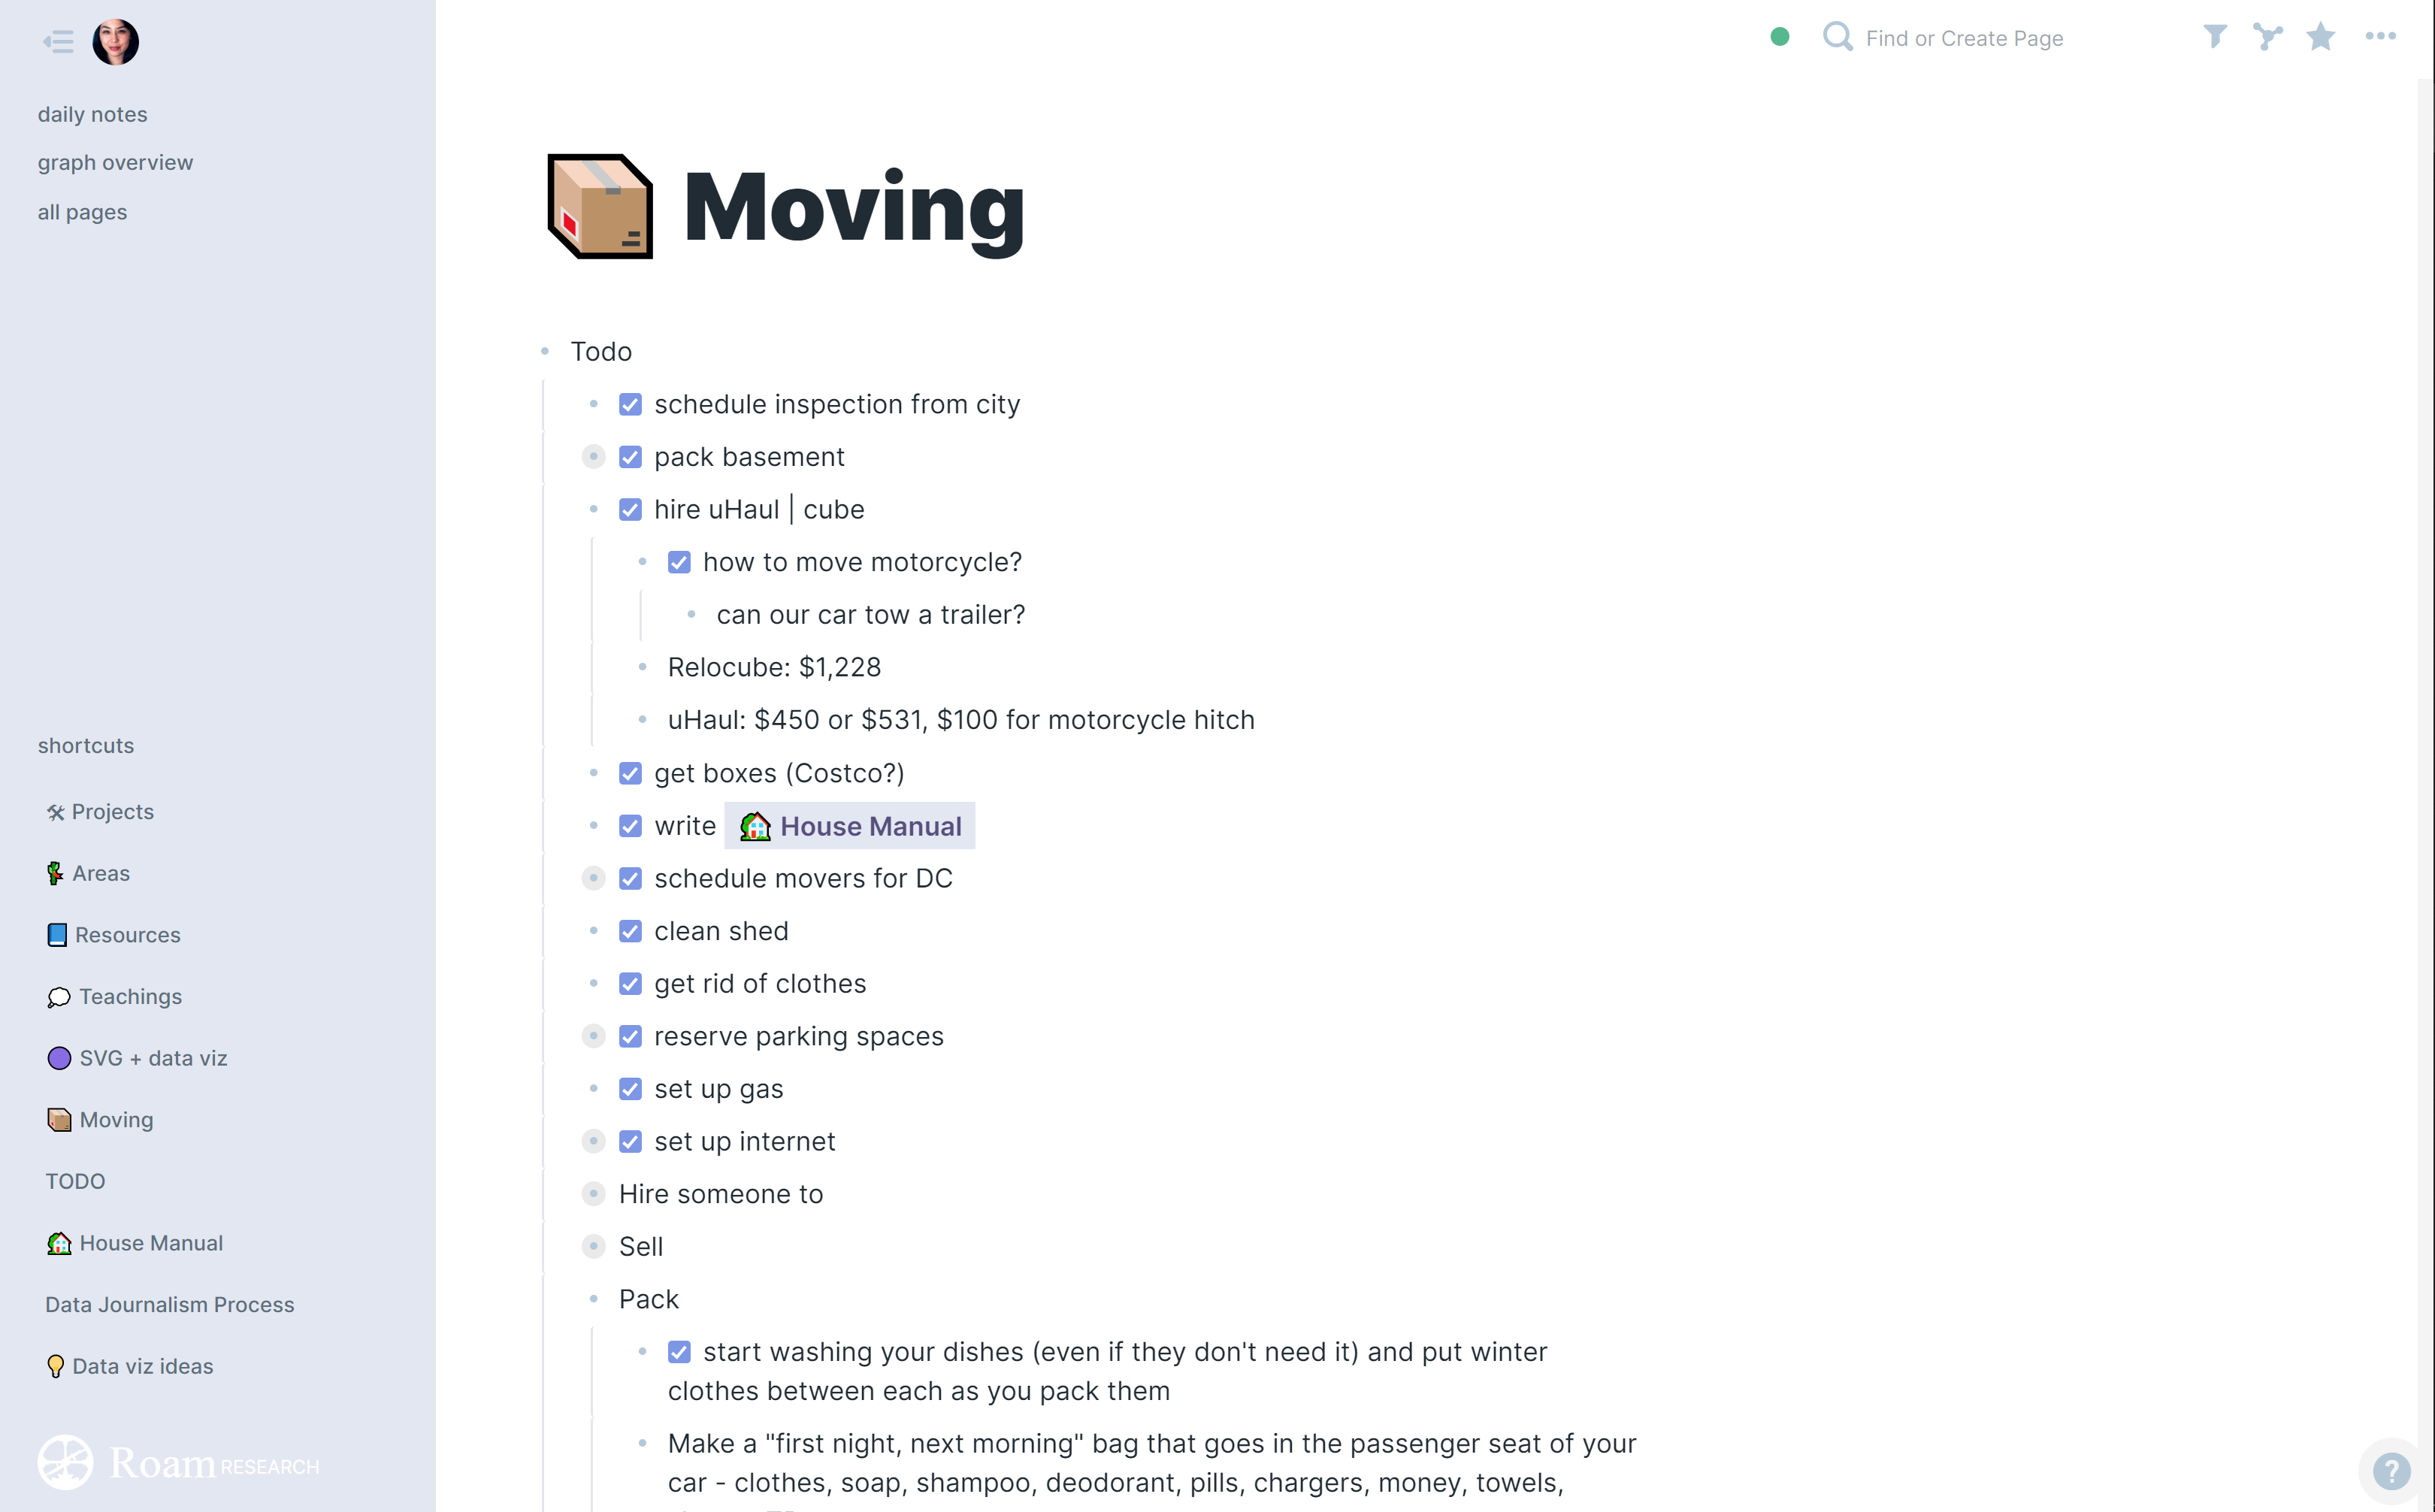 daily notes
graph overview
all pages
shortcuts
Projects
Areas
Resources
Teachings
SVG + data viz
Moving
TODO
House Manual
Data Journalism Process
Data viz ideas
Roam RESEARCH
Find or Create Page
Moving
Todo
schedule inspection from city
pack basement
hire uHaul | cube
how to move motorcycle?
can our car tow a trailer?
Relocube: $1,228
uHaul: $450 or $531, $100 for motorcycle hitch
get boxes (Costco?)
write House Manual
schedule movers for DC
clean shed
get rid of clothes
reserve parking spaces
set up gas
set up internet
Hire someone to
Sell
Pack
start washing your dishes (even if they don't need it) and put winter
clothes between each as you pack them
Make a "first night, next morning" bag that goes in the passenger seat of your
car - clothes, soap, shampoo, deodorant, pills, chargers, money, towels,
?